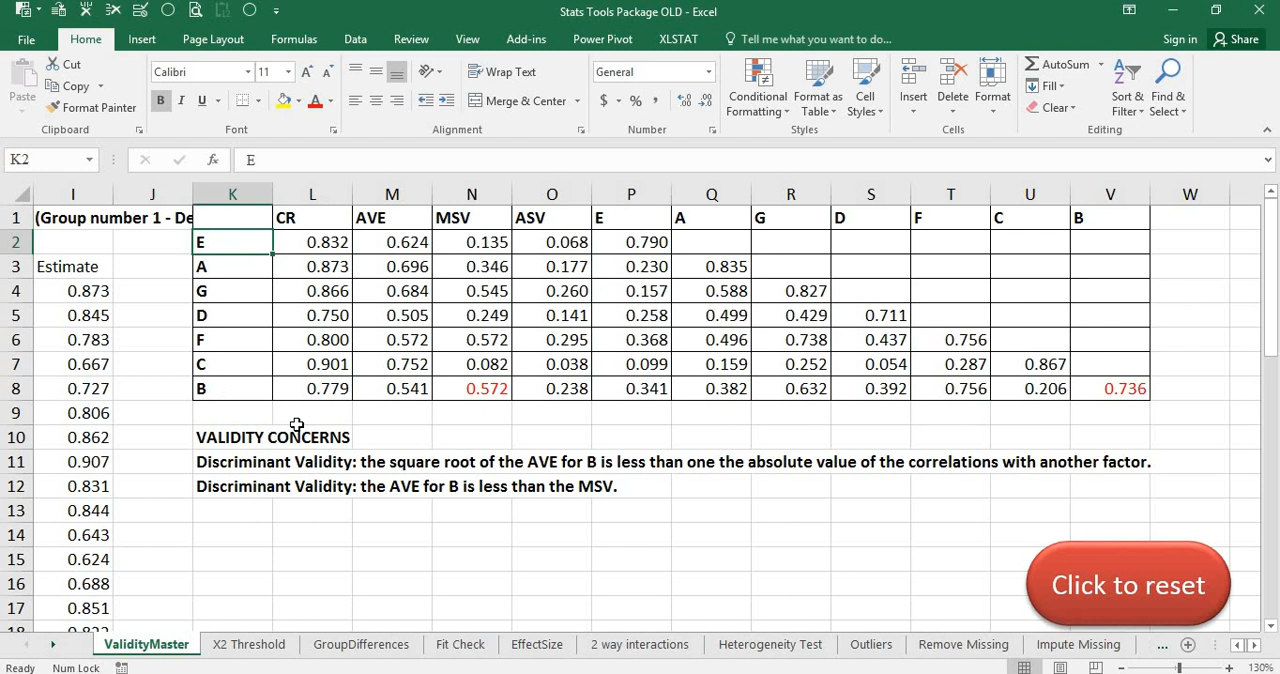 Stats Tools Package OLD - Excel
File Home Insert Page Layout Formulas Data Review View Add-ins Power Pivot XLSTAT Tell me what you want to do... Sign in Share
Paste Cut Copy Format Painter Calibri 11 B I U Wrap Text Merge & Center General $ % , Conditional Formatting Format as Table Cell Styles Insert Delete Format AutoSum Fill Clear Sort & Filter Find & Select
Clipboard Font Alignment Number Styles Cells Editing
K2 fx E
I J K L M N O P Q R S T U V W
1 (Group number 1 - De CR AVE MSV ASV E A G D F C B
2 E 0.832 0.624 0.135 0.068 0.790
3 Estimate A 0.873 0.696 0.346 0.177 0.230 0.835
4 0.873 G 0.866 0.684 0.545 0.260 0.157 0.588 0.827
5 0.845 D 0.750 0.505 0.249 0.141 0.258 0.499 0.429 0.711
6 0.783 F 0.800 0.572 0.572 0.295 0.368 0.496 0.738 0.437 0.756
7 0.667 C 0.901 0.752 0.082 0.038 0.099 0.159 0.252 0.054 0.287 0.867
8 0.727 B 0.779 0.541 0.572 0.238 0.341 0.382 0.632 0.392 0.756 0.206 0.736
9 0.806
10 0.862 VALIDITY CONCERNS
11 0.907 Discriminant Validity: the square root of the AVE for B is less than one the absolute value of the correlations with another factor.
12 0.831 Discriminant Validity: the AVE for B is less than the MSV.
13 0.844
14 0.643
15 0.624
16 0.688
17 0.851
Click to reset
ValidityMaster X2 Threshold GroupDifferences Fit Check EffectSize 2 way interactions Heterogeneity Test Outliers Remove Missing Impute Missing ...
Ready Num Lock 130%